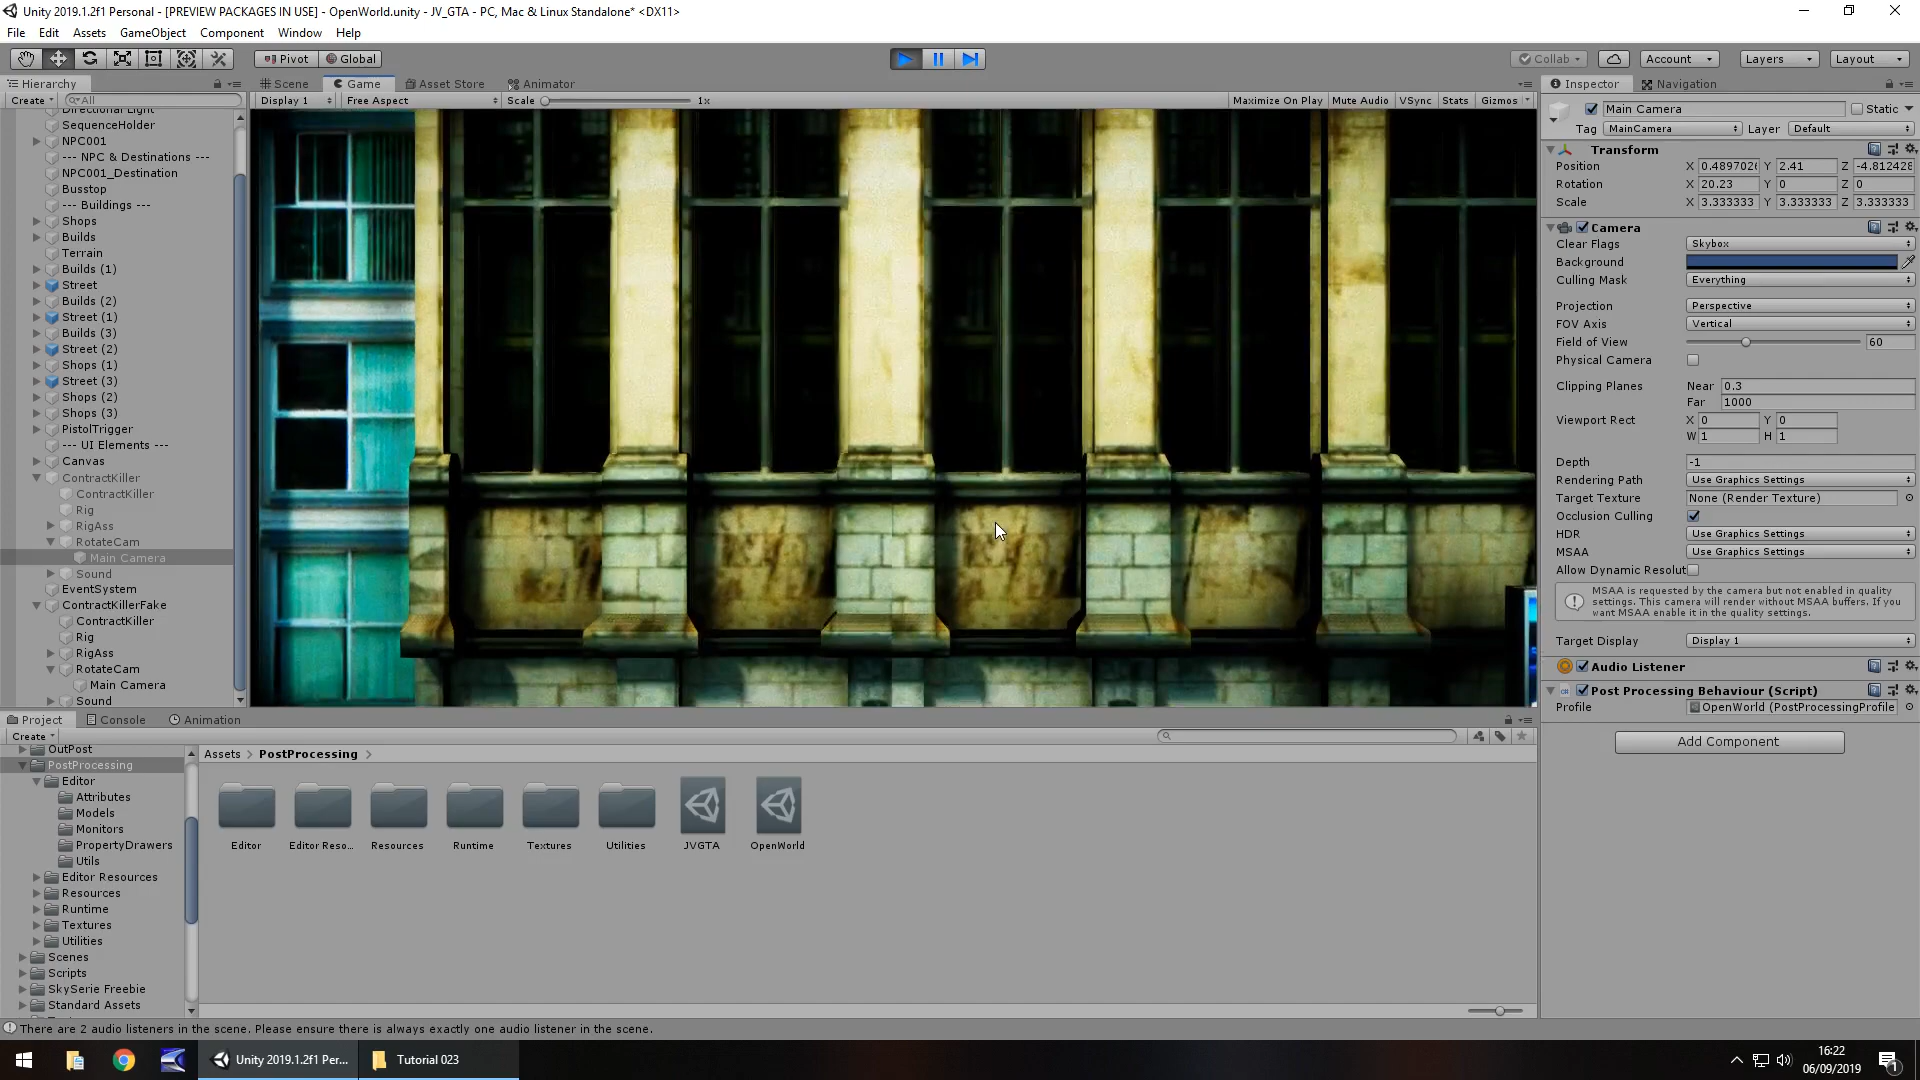 Unity 2019.1.2f1 Personal - [PREVIEW PACKAGES IN USE] - OpenWorld.unity - JV_GTA - PC, Mac & Linux Standalone* <DX11>
File Edit Assets GameObject Component Window Help
Pivot Global Collab Account Layers Layout
Hierarchy Scene Game Asset Store Animator Inspector Navigation
Create All Display 1 Free Aspect Scale 1x Maximize On Play Mute Audio VSync Stats Gizmos
Directional Light
SequenceHolder
NPC001
--- NPC & Destinations ---
NPC001_Destination
Busstop
--- Buildings ---
Shops
Builds
Terrain
Builds (1)
Street
Builds (2)
Street (1)
Builds (3)
Street (2)
Shops (1)
Street (3)
Shops (2)
Shops (3)
PistolTrigger
--- UI Elements ---
Canvas
ContractKiller
ContractKiller
Rig
RigAss
RotateCam
Main Camera
Sound
EventSystem
ContractKillerFake
ContractKiller
Rig
RigAss
RotateCam
Main Camera
Sound
Main Camera Static
Tag MainCamera Layer Default
Transform
Position X 0.489702( Y 2.41 Z -4.812428
Rotation X 20.23 Y 0 Z 0
Scale X 3.333333 Y 3.333333 Z 3.333333
Camera
Clear Flags Skybox
Background
Culling Mask Everything
Projection Perspective
FOV Axis Vertical
Field of View 60
Physical Camera
Clipping Planes Near 0.3
Far 1000
Viewport Rect X 0 Y 0
W 1 H 1
Depth -1
Rendering Path Use Graphics Settings
Target Texture None (Render Texture)
Occlusion Culling
HDR Use Graphics Settings
MSAA Use Graphics Settings
Allow Dynamic Resolut
MSAA is requested by the camera but not enabled in quality
settings. This camera will render without MSAA buffers. If you
want MSAA enable it in the quality settings.
Target Display Display 1
Audio Listener
Post Processing Behaviour (Script)
Profile OpenWorld (PostProcessingProfile
Add Component
Project Console Animation
Create
OutPost
PostProcessing
Editor
Attributes
Models
Monitors
PropertyDrawers
Utils
Editor Resources
Resources
Runtime
Textures
Utilities
Scenes
Scripts
SkySerie Freebie
Standard Assets
Assets > PostProcessing >
Editor Editor Reso... Resources Runtime Textures Utilities JVGTA OpenWorld
There are 2 audio listeners in the scene. Please ensure there is always exactly one audio listener in the scene.
Unity 2019.1.2f1 Per... Tutorial 023
16:22
06/09/2019
1